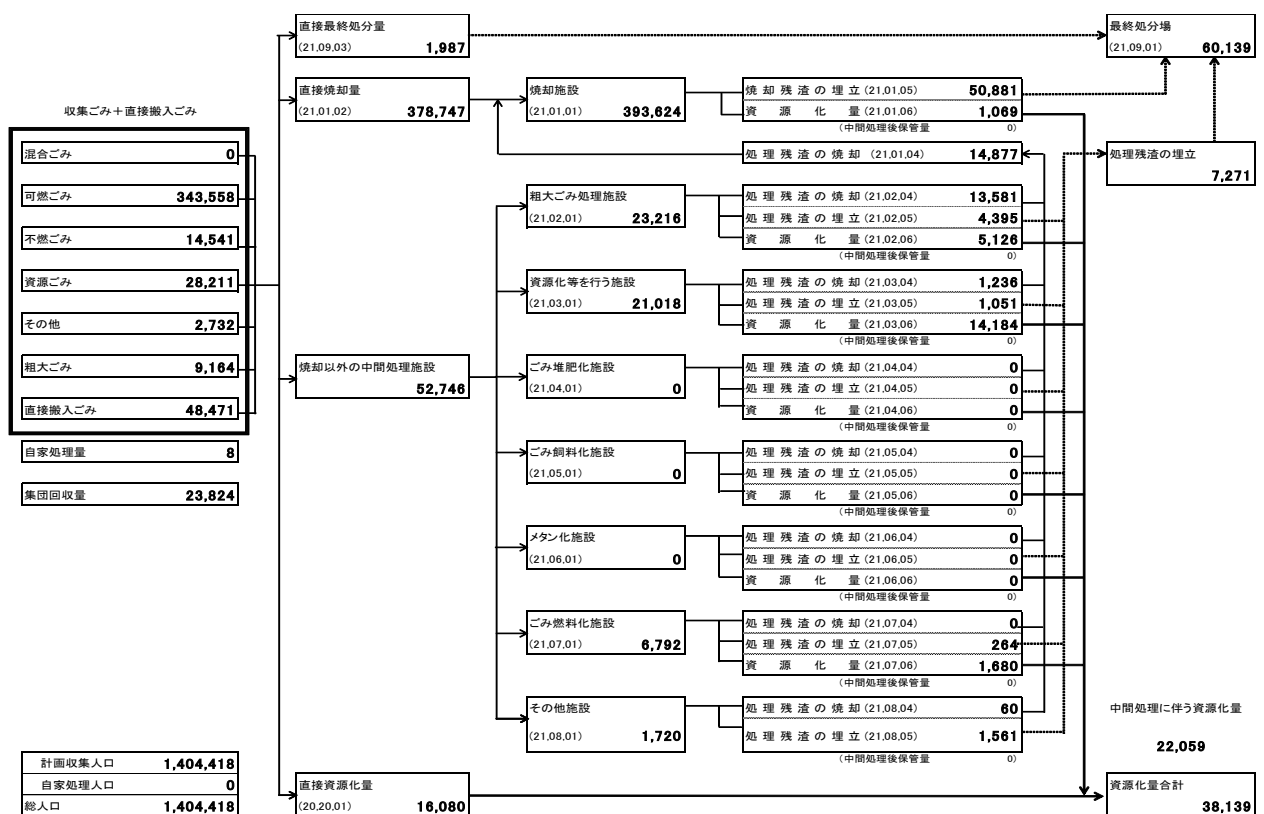 直接最終処分量
(21,09,03) 1,987
最終処分場
(21,09,01) 60,139
収集ごみ+直接搬入ごみ
直接焼却量
(21,01,02) 378,747
焼却施設
(21,01,01) 393,624
焼却残渣の埋立(21,01,05) 50,881
資源化量(21,01,06) 1,069
(中間処理後保管量 0)
処理残渣の焼却 (21,01,04) 14,877
処理残渣の埋立
7,271
混合ごみ 0
可燃ごみ 343,558
不燃ごみ 14,541
資源ごみ 28,211
その他 2,732
粗大ごみ 9,164
直接搬入ごみ 48,471
自家処理量 8
集団回収量 23,824
焼却以外の中間処理施設
52,746
粗大ごみ処理施設
(21,02,01) 23,216
処理残渣の焼却(21,02,04) 13,581
処理残渣の埋立(21,02,05) 4,395
資源化量(21,02,06) 5,126
(中間処理後保管量 0)
資源化等を行う施設
(21,03,01) 21,018
処理残渣の焼却(21,03,04) 1,236
処理残渣の埋立(21,03,05) 1,051
資源化量(21,03,06) 14,184
(中間処理後保管量 0)
ごみ堆肥化施設
(21,04,01) 0
処理残渣の焼却(21,04,04) 0
処理残渣の埋立(21,04,05) 0
資源化量(21,04,06) 0
(中間処理後保管量 0)
ごみ飼料化施設
(21,05,01) 0
処理残渣の焼却(21,05,04) 0
処理残渣の埋立(21,05,05) 0
資源化量(21,05,06) 0
(中間処理後保管量 0)
メタン化施設
(21,06,01) 0
処理残渣の焼却(21,06,04) 0
処理残渣の埋立(21,06,05) 0
資源化量(21,06,06) 0
(中間処理後保管量 0)
ごみ燃料化施設
(21,07,01) 6,792
処理残渣の焼却(21,07,04) 0
処理残渣の埋立(21,07,05) 264
資源化量(21,07,06) 1,680
(中間処理後保管量 0)
その他施設
(21,08,01) 1,720
処理残渣の焼却(21,08,04) 60
処理残渣の埋立(21,08,05) 1,561
(中間処理後保管量 0)
中間処理に伴う資源化量
22,059
計画収集人口 1,404,418
自家処理人口 0
総人口 1,404,418
直接資源化量
(20,20,01) 16,080
資源化量合計
38,139